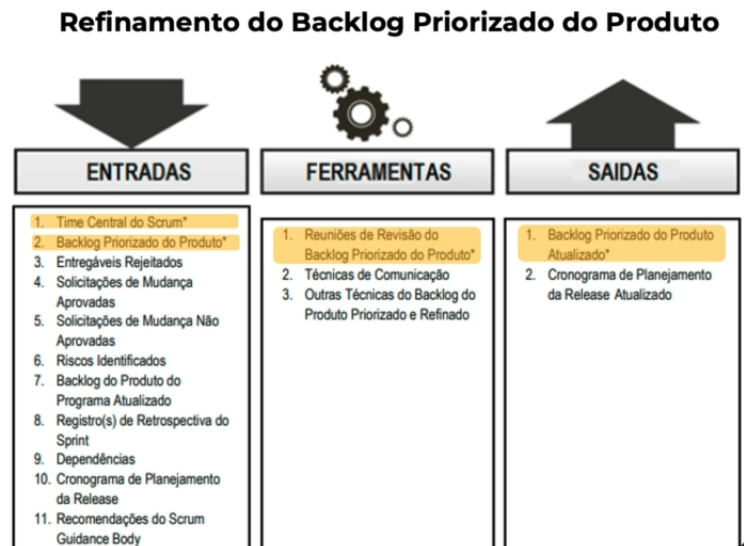 Refinamento do Backlog Priorizado do Produto
ENTRADAS
1. Time Central do Scrum*
2. Backlog Priorizado do Produto*
3. Entregáveis Rejeitados
4. Solicitações de Mudança
Aprovadas
5. Solicitações de Mudança Não
Aprovadas
6. Riscos Identificados
7. Backlog do Produto do
Programa Atualizado
8. Registro(s) de Retrospectiva do
Sprint
9. Dependências
10. Cronograma de Planejamento
da Release
11. Recomendações do Scrum
Guidance Body
FERRAMENTAS
1. Reuniões de Revisão do
Backlog Priorizado do Produto*
2. Técnicas de Comunicação
3. Outras Técnicas do Backlog do
Produto Priorizado e Refinado
SAIDAS
1. Backlog Priorizado do Produto
Atualizado*
2. Cronograma de Planejamento
da Release Atualizado